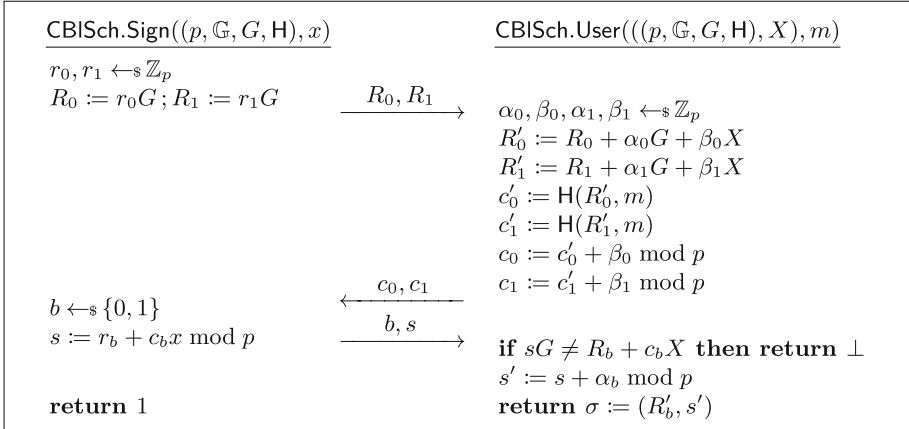 CBlSch.Sign((p, 𝔾, G, H), x)
CBlSch.User(((p, 𝔾, G, H), X), m)
r₀, r₁ ←$ ℤₚ
R₀ := r₀G ; R₁ := r₁G
R₀, R₁
α₀, β₀, α₁, β₁ ←$ ℤₚ
R′₀ := R₀ + α₀G + β₀X
R′₁ := R₁ + α₁G + β₁X
c′₀ := H(R′₀, m)
c′₁ := H(R′₁, m)
c₀ := c′₀ + β₀ mod p
c₁ := c′₁ + β₁ mod p
c₀, c₁
b ←$ {0, 1}
s := r_b + c_b x mod p
b, s
if sG ≠ R_b + c_b X then return ⊥
s′ := s + α_b mod p
return 1
return σ := (R′_b, s′)